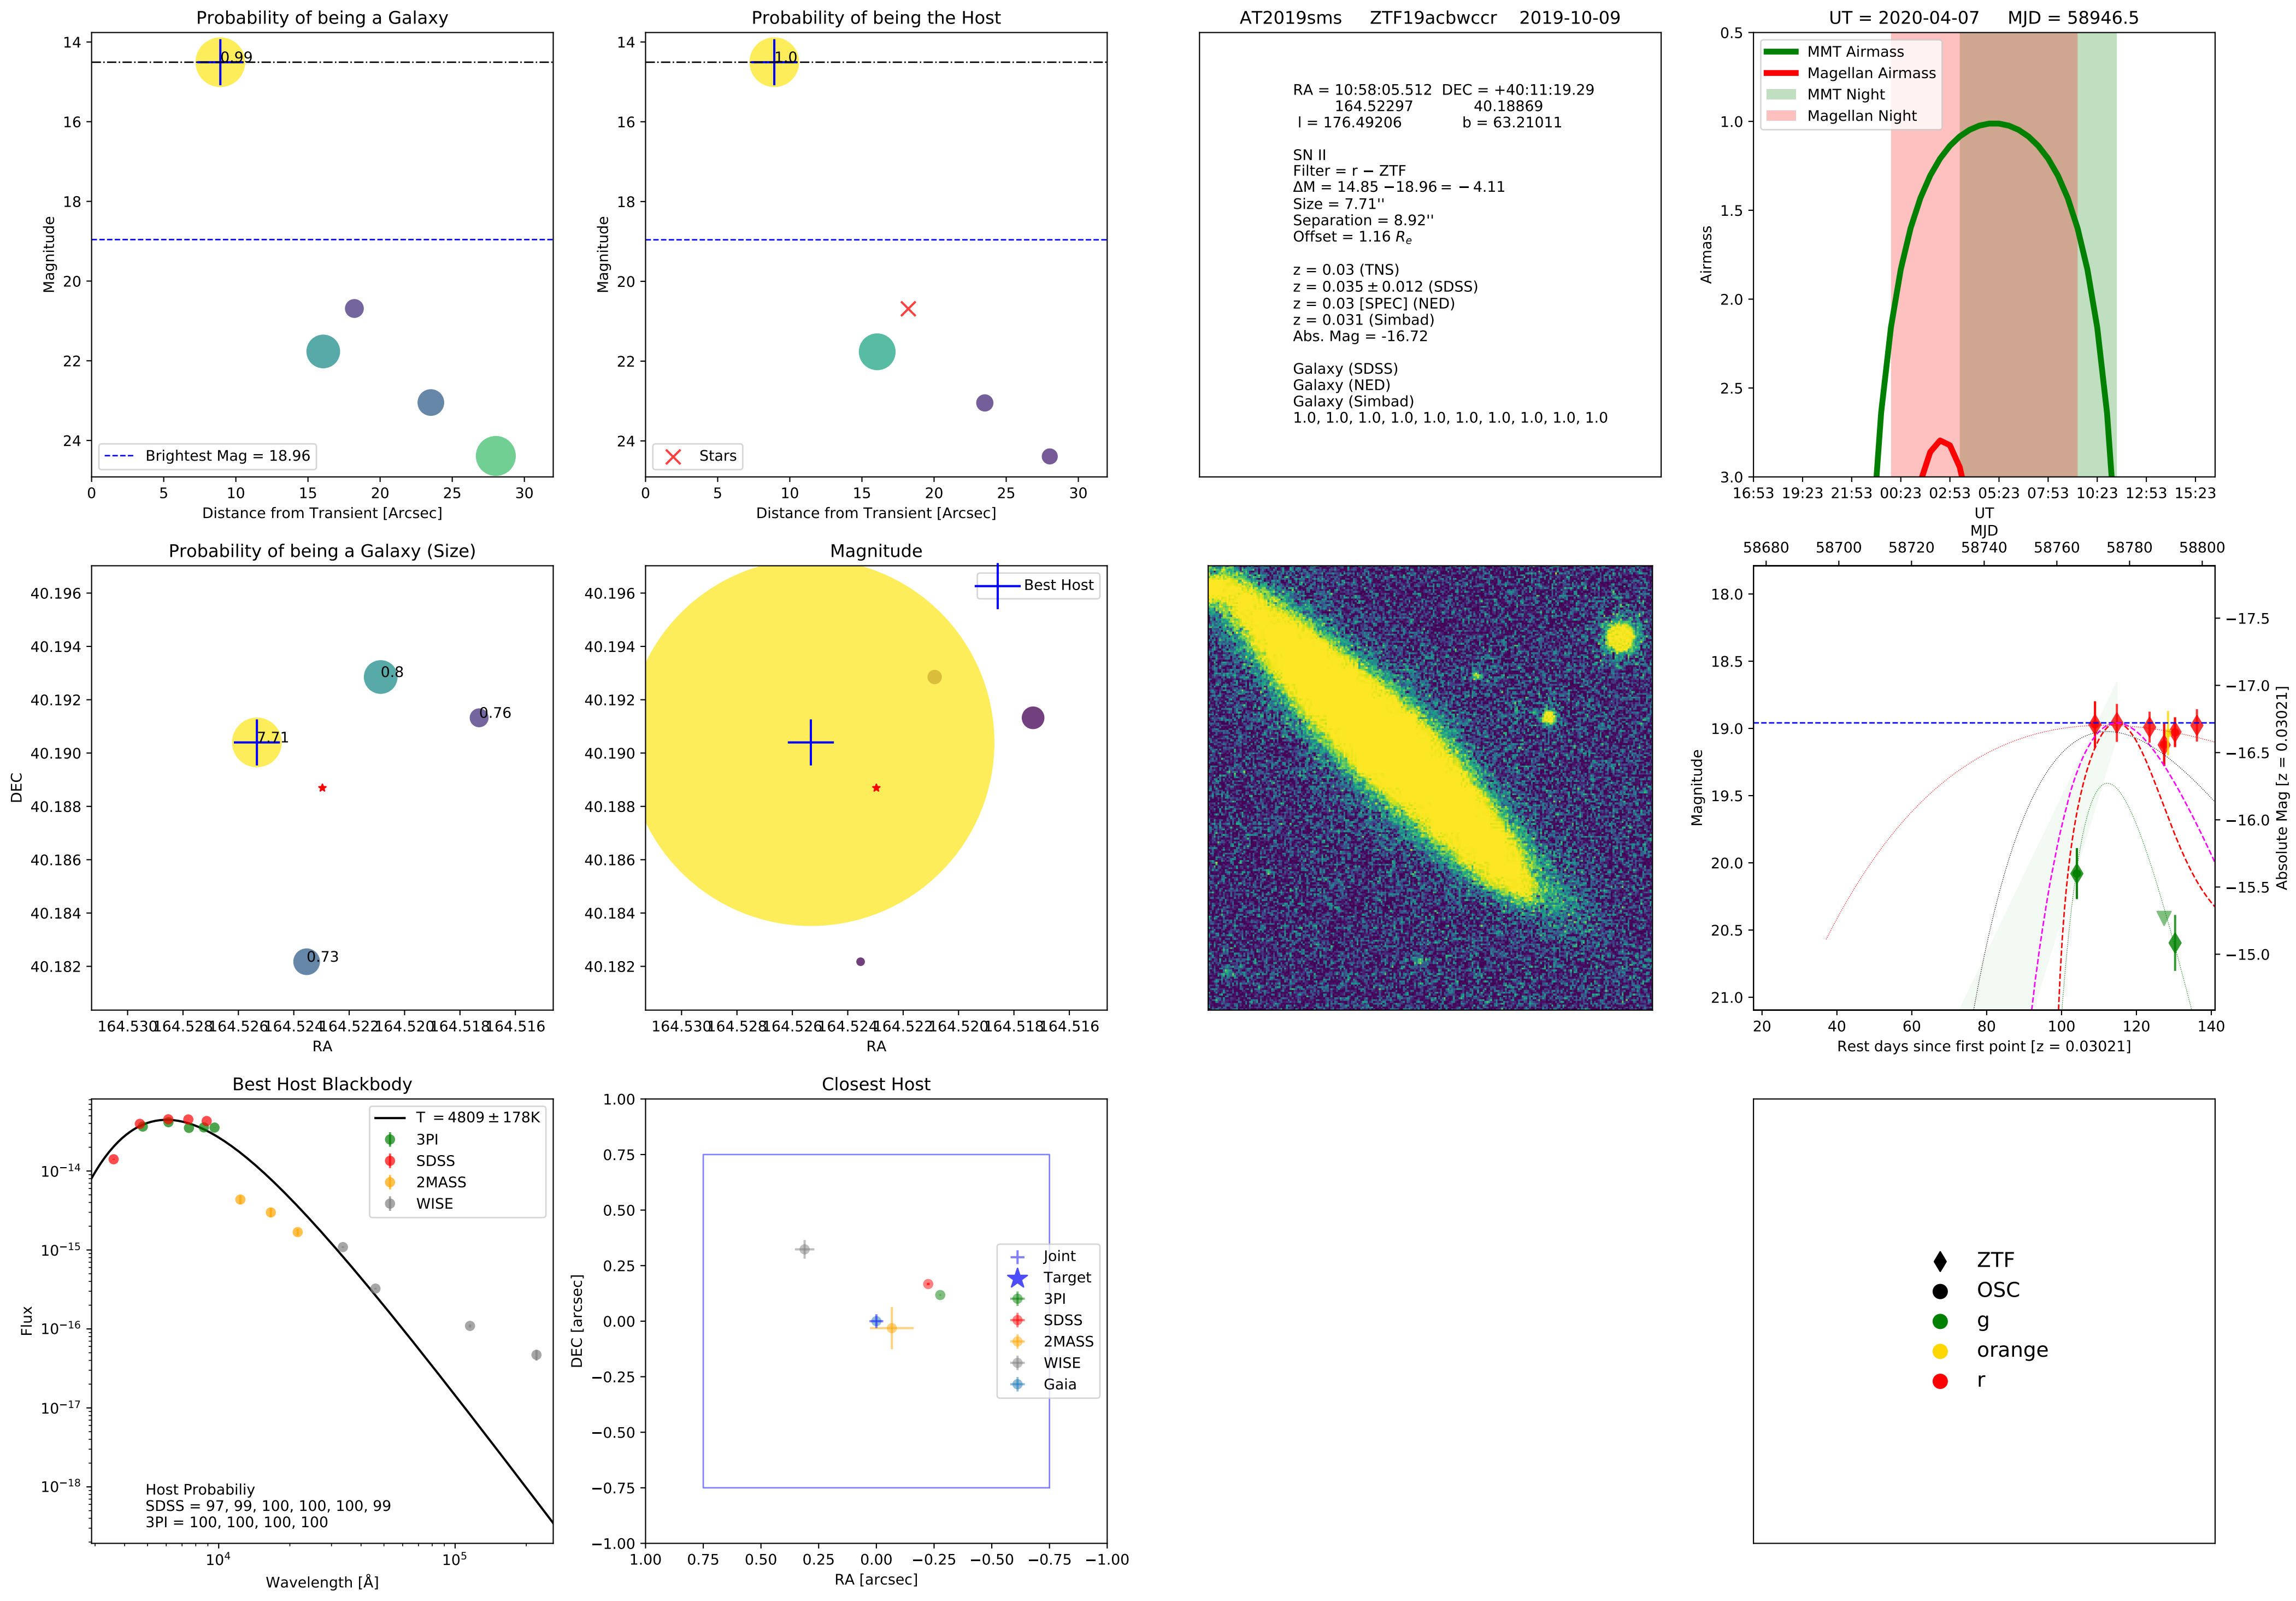 Probability of being a Galaxy
14
16
18
20
22
24
Magnitude
0.99
Brightest Mag = 18.96
0 5 10 15 20 25 30
Distance from Transient [Arcsec]
Probability of being the Host
14
16
18
20
22
24
Magnitude
1.0
Stars
0 5 10 15 20 25 30
Distance from Transient [Arcsec]
AT2019sms ZTF19acbwccr 2019-10-09
RA = 10:58:05.512 DEC = +40:11:19.29
164.52297 40.18869
l = 176.49206 b = 63.21011
SN II
Filter = r − ZTF
ΔM = 14.85 −18.96 = − 4.11
Size = 7.71''
Separation = 8.92''
Offset = 1.16 Re
z = 0.03 (TNS)
z = 0.035 ± 0.012 (SDSS)
z = 0.03 [SPEC] (NED)
z = 0.031 (Simbad)
Abs. Mag = -16.72
Galaxy (SDSS)
Galaxy (NED)
Galaxy (Simbad)
1.0, 1.0, 1.0, 1.0, 1.0, 1.0, 1.0, 1.0, 1.0, 1.0
UT = 2020-04-07 MJD = 58946.5
0.5
1.0
1.5
2.0
2.5
3.0
Airmass
MMT Airmass
Magellan Airmass
MMT Night
Magellan Night
16:53 19:23 21:53 00:23 02:53 05:23 07:53 10:23 12:53 15:23
UT
Probability of being a Galaxy (Size)
40.196
40.194
40.192
40.190
40.188
40.186
40.184
40.182
DEC
0.8
0.76
7.71
0.73
164.530 164.528 164.526 164.524 164.522 164.520 164.518 164.516
RA
Magnitude
40.196
40.194
40.192
40.190
40.188
40.186
40.184
40.182
Best Host
164.530 164.528 164.526 164.524 164.522 164.520 164.518 164.516
RA
MJD
58680 58700 58720 58740 58760 58780 58800
18.0
18.5
19.0
19.5
20.0
20.5
21.0
Magnitude
−17.5
−17.0
−16.5
−16.0
−15.5
−15.0
Absolute Mag [z = 0.03021]
20 40 60 80 100 120 140
Rest days since first point [z = 0.03021]
Best Host Blackbody
10−14
10−15
10−16
10−17
10−18
Flux
T = 4809 ± 178K
3PI
SDSS
2MASS
WISE
Host Probabiliy
SDSS = 97, 99, 100, 100, 100, 99
3PI = 100, 100, 100, 100
104 105
Wavelength [Å]
Closest Host
1.00
0.75
0.50
0.25
0.00
−0.25
−0.50
−0.75
−1.00
DEC [arcsec]
Joint
Target
3PI
SDSS
2MASS
WISE
Gaia
1.00 0.75 0.50 0.25 0.00 −0.25 −0.50 −0.75 −1.00
RA [arcsec]
ZTF
OSC
g
orange
r